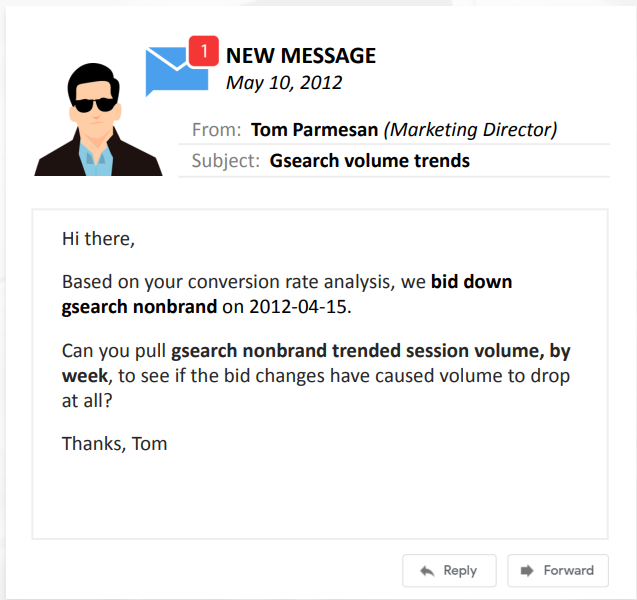 1
NEW MESSAGE
May 10, 2012
From: Tom Parmesan (Marketing Director)
Subject: Gsearch volume trends
Hi there,
Based on your conversion rate analysis, we bid down
gsearch nonbrand on 2012-04-15.
Can you pull gsearch nonbrand trended session volume, by
week, to see if the bid changes have caused volume to drop
at all?
Thanks, Tom
Reply
Forward